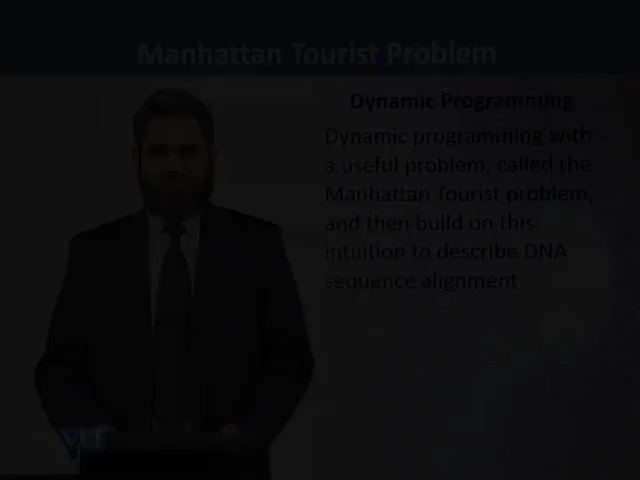 Manhattan Tourist Problem
Dynamic Programming
Dynamic programming with
a useful problem, called the
Manhattan Tourist problem,
and then build on this
intuition to describe DNA
sequence alignment